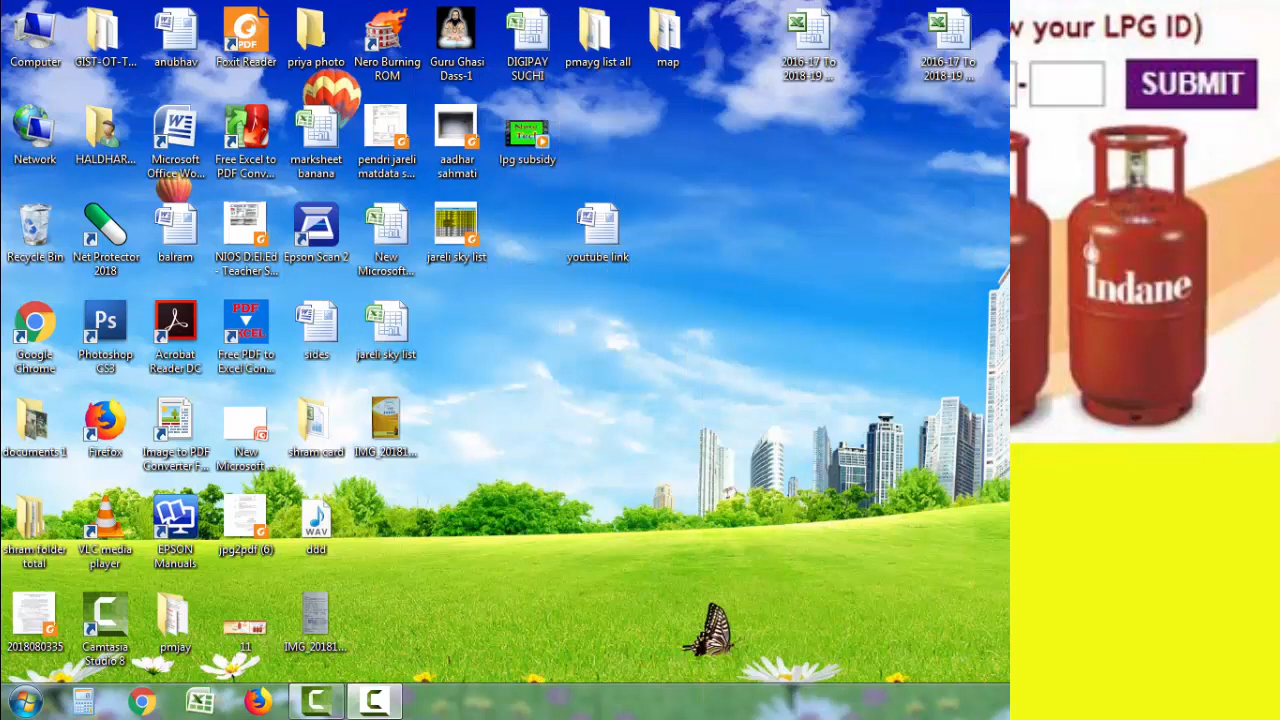 Computer
GIST-OT-T...
anubhav
Foxit Reader
priya photo
Nero Burning
ROM
Guru Ghasi
Dass-1
DIGIPAY
SUCHI
pmayg list all
map
2016-17 To
2018-19 ...
2016-17 To
2018-19 ...
w your LPG ID)
-
SUBMIT
Network
HALDHAR...
Microsoft
Office Wo...
Free Excel to
PDF Conv...
marksheet
banana
pendri jareli
matdata s...
aadhar
sahmati
lpg subsidy
Recycle Bin
Net Protector
2018
balram
NIOS D.El.Ed
- Teacher S...
Epson Scan 2
New
Microsoft...
jareli sky list
youtube link
Indane
Google
Chrome
Ps
Photoshop
CS3
Acrobat
Reader DC
PDF
EXCEL
Free PDF to
Excel Con...
sides
jareli sky list
documents 1
Firefox
Image to PDF
Converter F...
New
Microsoft ...
shram card
IMG_20181...
shram folder
total
VLC media
player
EPSON
Manuals
jpg2pdf (6)
WAV
ddd
2018080335
Camtasia
Studio 8
pmjay
11
IMG_20181...